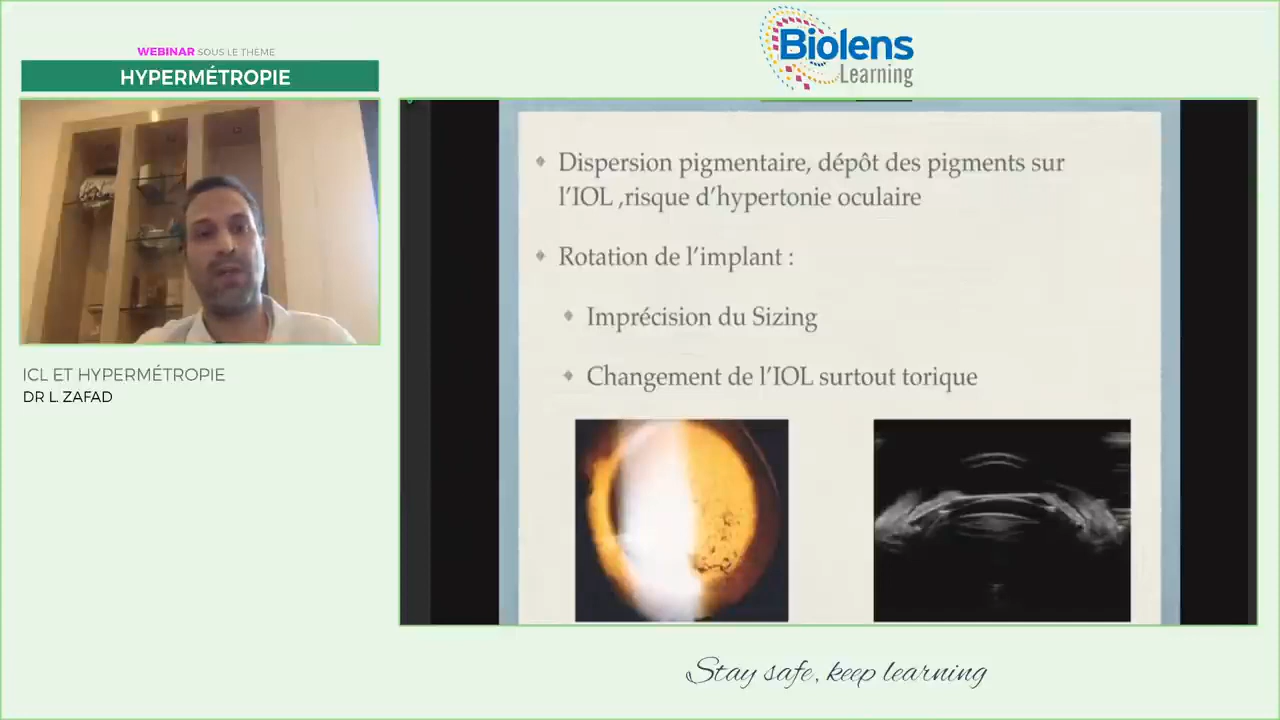 WEBINAR SOUS LE THÈME
HYPERMÉTROPIE
Biolens
Learning
Dispersion pigmentaire, dépôt des pigments sur
l'IOL ,risque d'hypertonie oculaire
Rotation de l'implant :
Imprécision du Sizing
Changement de l'IOL surtout torique
ICL ET HYPERMÉTROPIE
DR L. ZAFAD
Stay safe, keep learning